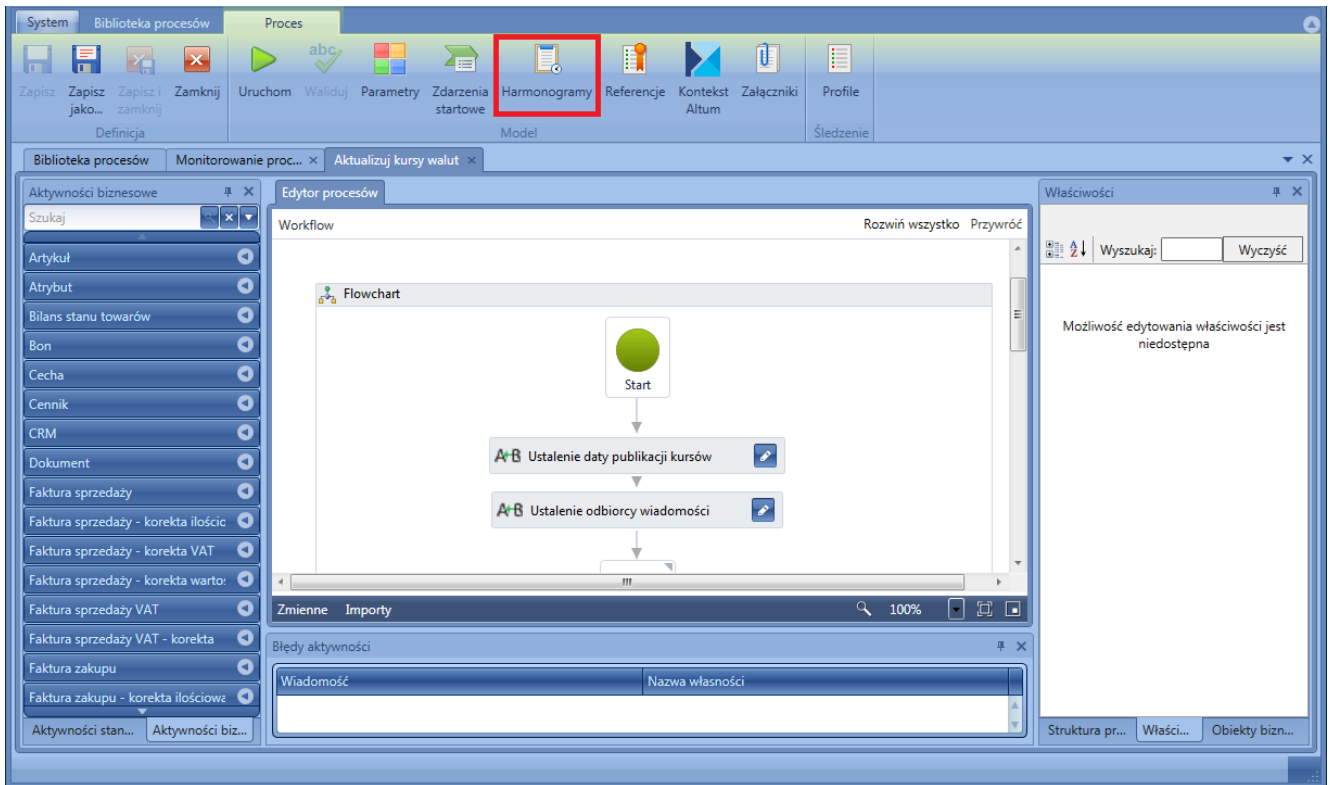 System Biblioteka procesów Proces
abc
Zapisz Zapisz jako... Zapisz i zamknij Zamknij Uruchom Waliduj Parametry Zdarzenia startowe Harmonogramy Referencje Kontekst Altum Załączniki Profile
Definicja Model Śledzenie
Biblioteka procesów Monitorowanie proc... Aktualizuj kursy walut
Aktywności biznesowe
Szukaj
Artykuł
Atrybut
Bilans stanu towarów
Bon
Cecha
Cennik
CRM
Dokument
Faktura sprzedaży
Faktura sprzedaży - korekta ilośc
Faktura sprzedaży - korekta VAT
Faktura sprzedaży - korekta warto
Faktura sprzedaży VAT
Faktura sprzedaży VAT - korekta
Faktura zakupu
Faktura zakupu - korekta ilościowa
Aktywności stan... Aktywności biz...
Edytor procesów
Workflow Rozwiń wszystko Przywróć
Flowchart
Start
A+B Ustalenie daty publikacji kursów
A+B Ustalenie odbiorcy wiadomości
Zmienne Importy 100%
Błędy aktywności
Wiadomość Nazwa własności
Właściwości
A Z Wyszukaj: Wyczyść
Możliwość edytowania właściwości jest
niedostępna
Struktura pr... Właści... Obiekty bizn...